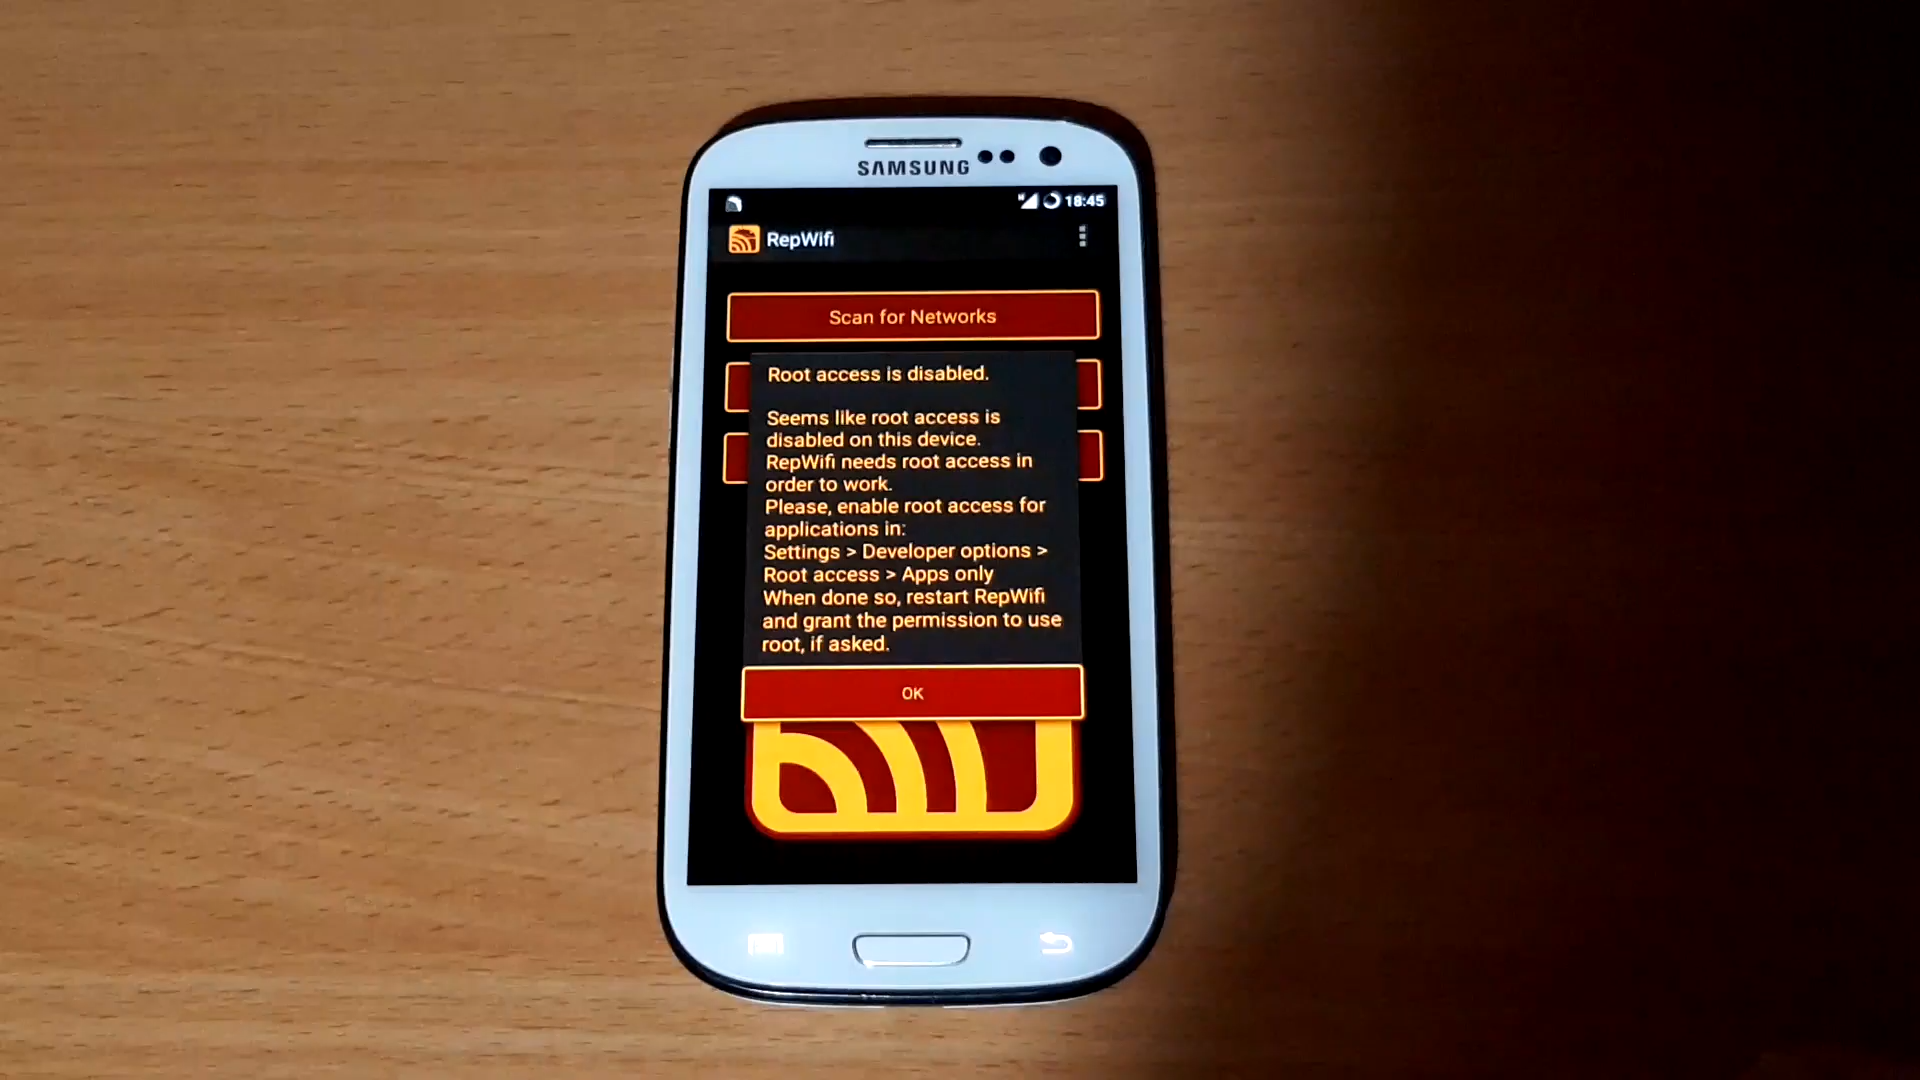 SAMSUNG
18:45
RepWifi
Scan for Networks
Root access is disabled.
Seems like root access is
disabled on this device.
RepWifi needs root access in
order to work.
Please, enable root access for
applications in:
Settings > Developer options >
Root access > Apps only
When done so, restart RepWifi
and grant the permission to use
root, if asked.
OK